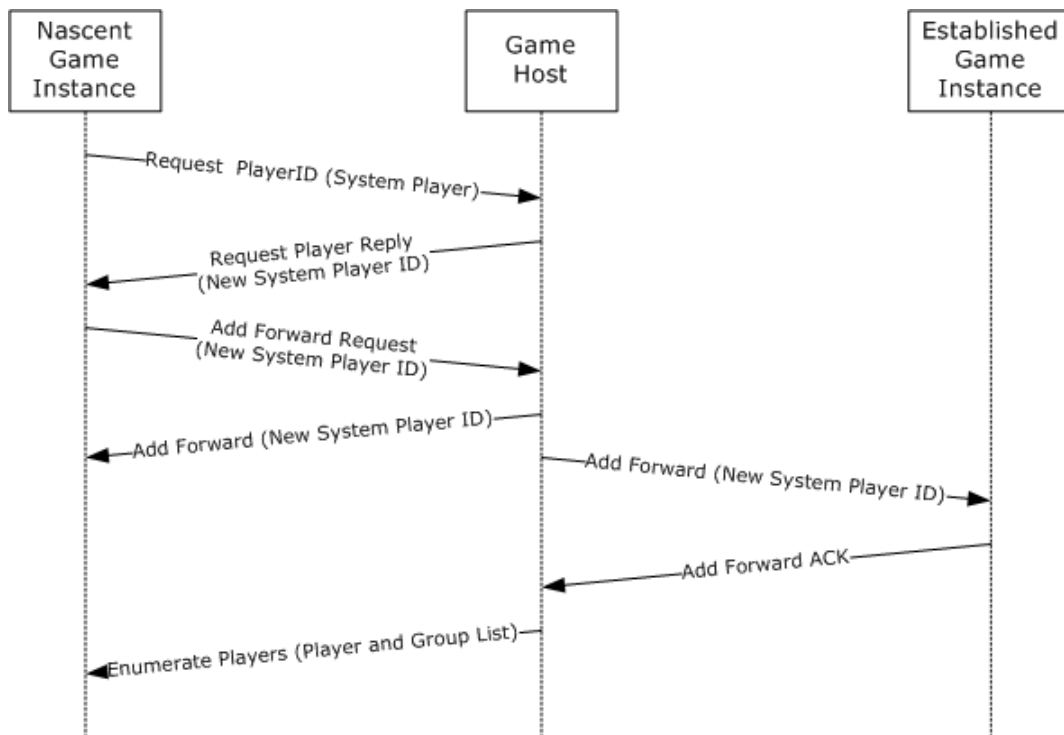 Nascent
Game
Instance
Game
Host
Established
Game
Instance
Request PlayerID (System Player)
Request Player Reply
(New System Player ID)
Add Forward Request
(New System Player ID)
Add Forward (New System Player ID)
Add Forward (New System Player ID)
Add Forward ACK
Enumerate Players (Player and Group List)